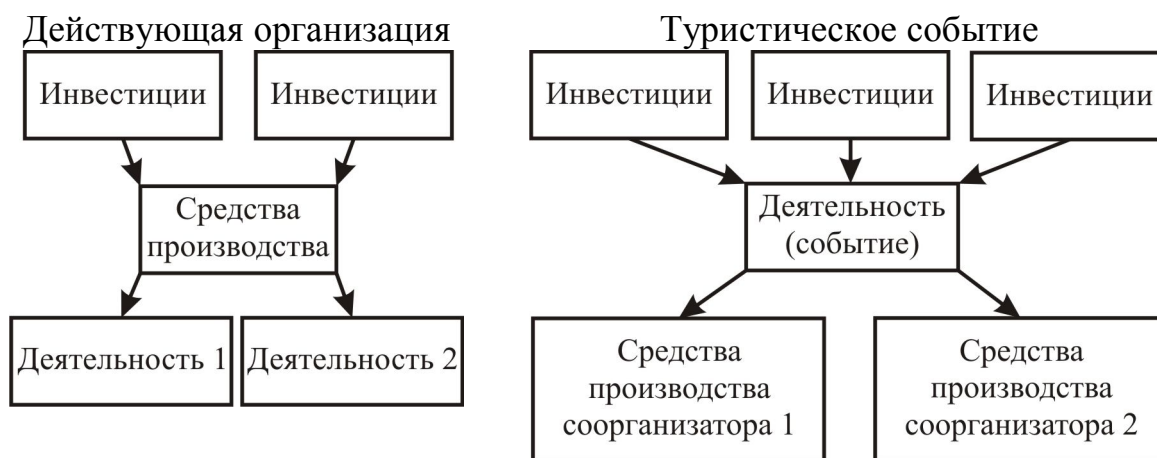 Действующая организация
Инвестиции
Инвестиции
Средства
производства
Деятельность 1
Деятельность 2
Туристическое событие
Инвестиции
Инвестиции
Инвестиции
Деятельность
(событие)
Средства
производства
соорганизатора 1
Средства
производства
соорганизатора 2